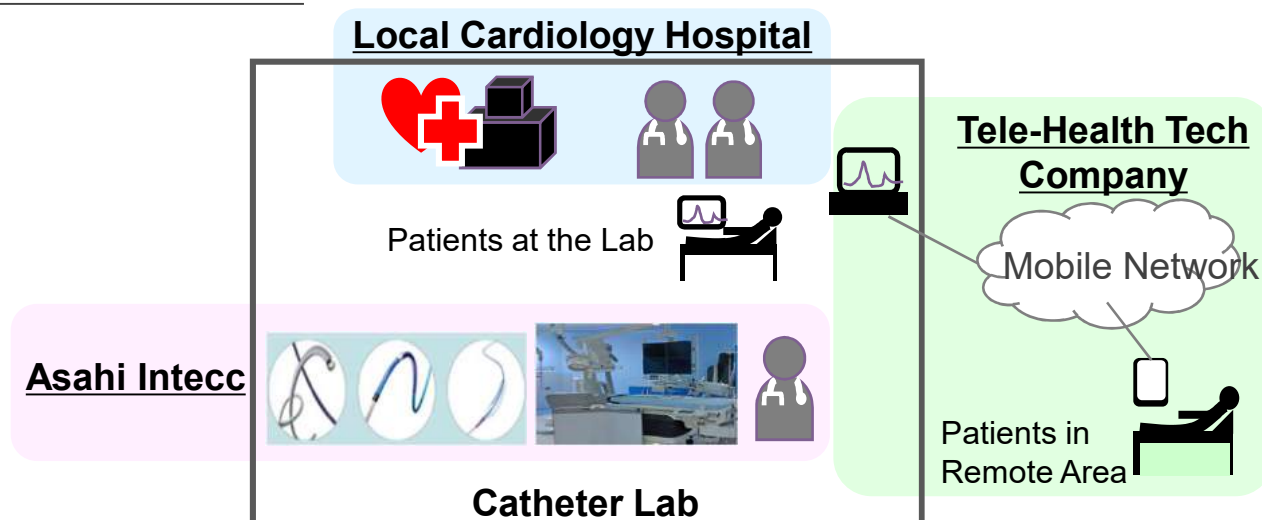 Local Cardiology Hospital
Tele-Health Tech
Company
Patients at the Lab
Mobile Network
Asahi Intecc
Patients in
Remote Area
Catheter Lab